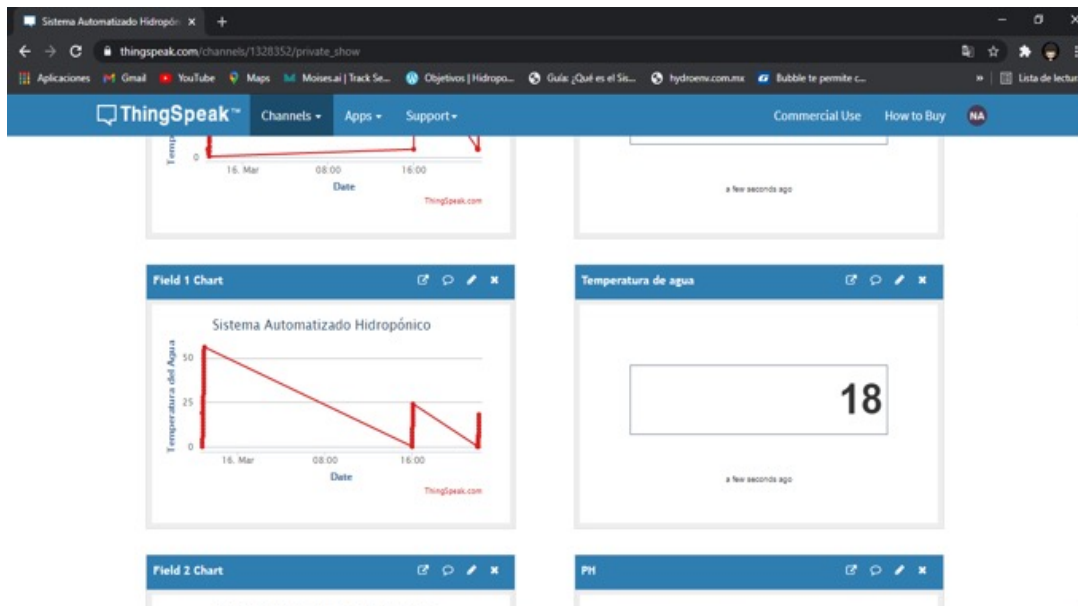 Sistema Automatizado Hidropóni
thingspeak.com/channels/1328352/private_show
Aplicaciones Gmail YouTube Maps Moises.ai | Track Se... Objetivos | Hidropo... Guía: ¿Qué es el Sis... hydroenv.com.mx Bubble te permite c... » Lista de lectur
ThingSpeak™ Channels Apps Support Commercial Use How to Buy NA
Temp
0
16. Mar 08:00 16:00
Date
ThingSpeak.com
a few seconds ago
Field 1 Chart
Sistema Automatizado Hidropónico
Temperatura del Agua
50
25
0
16. Mar 08:00 16:00
Date
ThingSpeak.com
Temperatura de agua
18
a few seconds ago
Field 2 Chart
PH